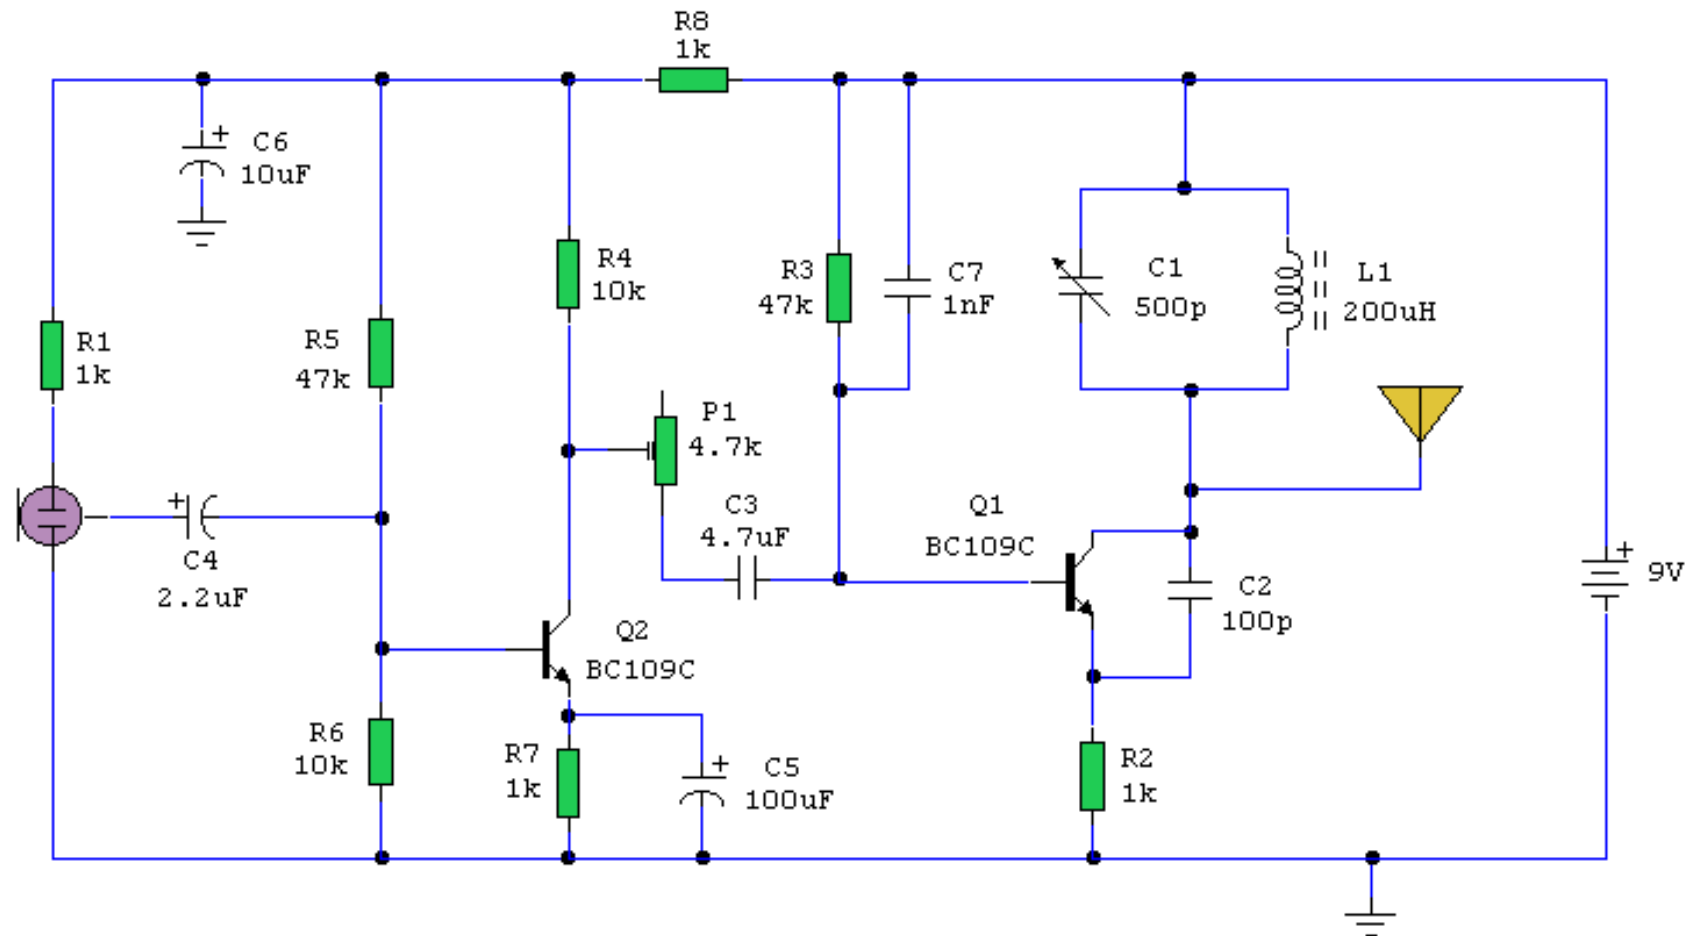 R8
1k
+
C6
10uF
R4
10k
R3
47k
C7
1nF
C1
500p
L1
200uH
R1
1k
R5
47k
P1
4.7k
+
C4
2.2uF
C3
4.7uF
Q1
BC109C
+
9V
C2
100p
Q2
BC109C
R6
10k
R7
1k
+
C5
100uF
R2
1k